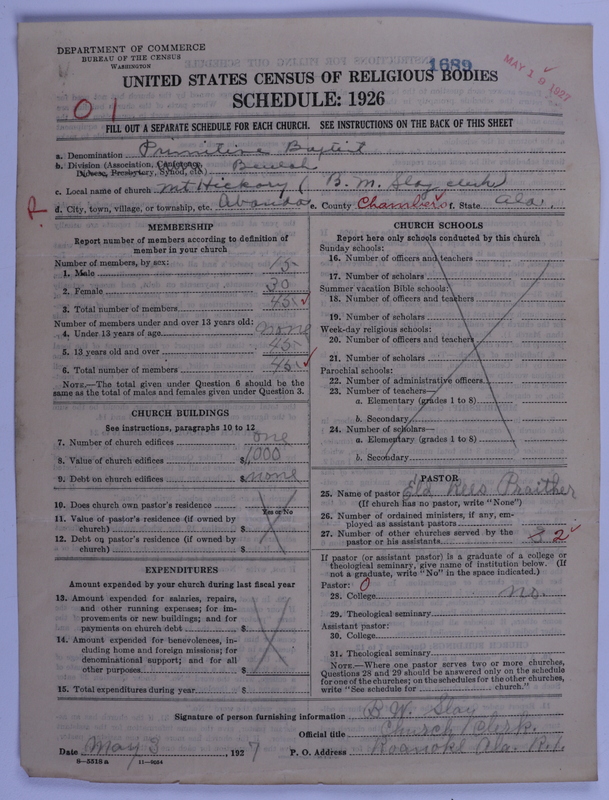 DEPARTMENT OF COMMERCE
BUREAU OF THE CENSUS
WASHINGTON
1689
MAY 19 1927
UNITED STATES CENSUS OF RELIGIOUS BODIES
SCHEDULE: 1926
01
FILL OUT A SEPARATE SCHEDULE FOR EACH CHURCH. SEE INSTRUCTIONS ON THE BACK OF THIS SHEET
a. Denomination Primitive Baptist
b. Division (Association, Conference, Beulah
Diocese, Presbytery, Synod, etc.)
c. Local name of church Mt Hickory (B. M. Slay clerk)
R
d. City, town, village, or township, etc. Abanda e. County Chambers f. State Ala.
MEMBERSHIP
Report number of members according to definition of
member in your church
Number of members, by sex:
1. Male 15
2. Female 30
3. Total number of members 45
Number of members under and over 13 years old:
4. Under 13 years of age none
5. 13 years old and over 45
6. Total number of members 45
NOTE.—The total given under Question 6 should be the
same as the total of males and females given under Question 3.
CHURCH BUILDINGS
See instructions, paragraphs 10 to 12
7. Number of church edifices one
8. Value of church edifices $ 1000
9. Debt on church edifices $ none
10. Does church own pastor's residence
Yes or No
11. Value of pastor's residence (if owned by
church) $
12. Debt on pastor's residence (if owned by
church) $
EXPENDITURES
Amount expended by your church during last fiscal year
13. Amount expended for salaries, repairs,
and other running expenses; for im-
provements or new buildings; and for
payments on church debt $
14. Amount expended for benevolences, in-
cluding home and foreign missions; for
denominational support; and for all
other purposes $
15. Total expenditures during year $
CHURCH SCHOOLS
Report here only schools conducted by this church
Sunday schools:
16. Number of officers and teachers
17. Number of scholars
Summer vacation Bible schools:
18. Number of officers and teachers
19. Number of scholars
Week-day religious schools:
20. Number of officers and teachers
21. Number of scholars
Parochial schools:
22. Number of administrative officers
23. Number of teachers—
a. Elementary (grades 1 to 8)
b. Secondary
24. Number of scholars—
a. Elementary (grades 1 to 8)
b. Secondary
PASTOR
25. Name of pastor Eld Rees Praither
(If church has no pastor, write "None")
26. Number of ordained ministers, if any, em-
ployed as assistant pastors
27. Number of other churches served by the
pastor or his assistants 2
If pastor (or assistant pastor) is a graduate of a college or
theological seminary, give name of institution below. (If
not a graduate, write "No" in the space indicated.)
Pastor: 0
28. College no.
29. Theological seminary
Assistant pastor:
30. College
31. Theological seminary
NOTE.—Where one pastor serves two or more churches,
Questions 28 and 29 should be answered only on the schedule
for one of the churches; on the schedules for the other churches,
write "See schedule for church."
Signature of person furnishing information B. W. Slay
Official title Church Clerk.
Date May 3, 1927 P. O. Address Roanoke Ala. R.1.
8-5518 a 11-9054